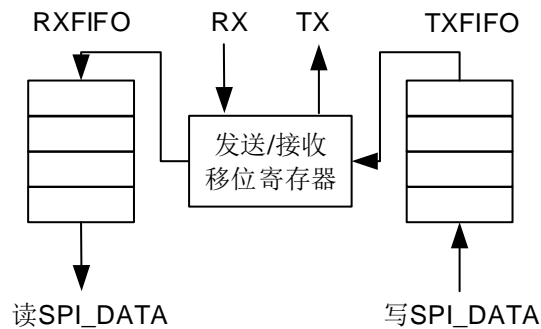 RXFIFO
RX
TX
TXFIFO
发送/接收
移位寄存器
读SPI_DATA
写SPI_DATA